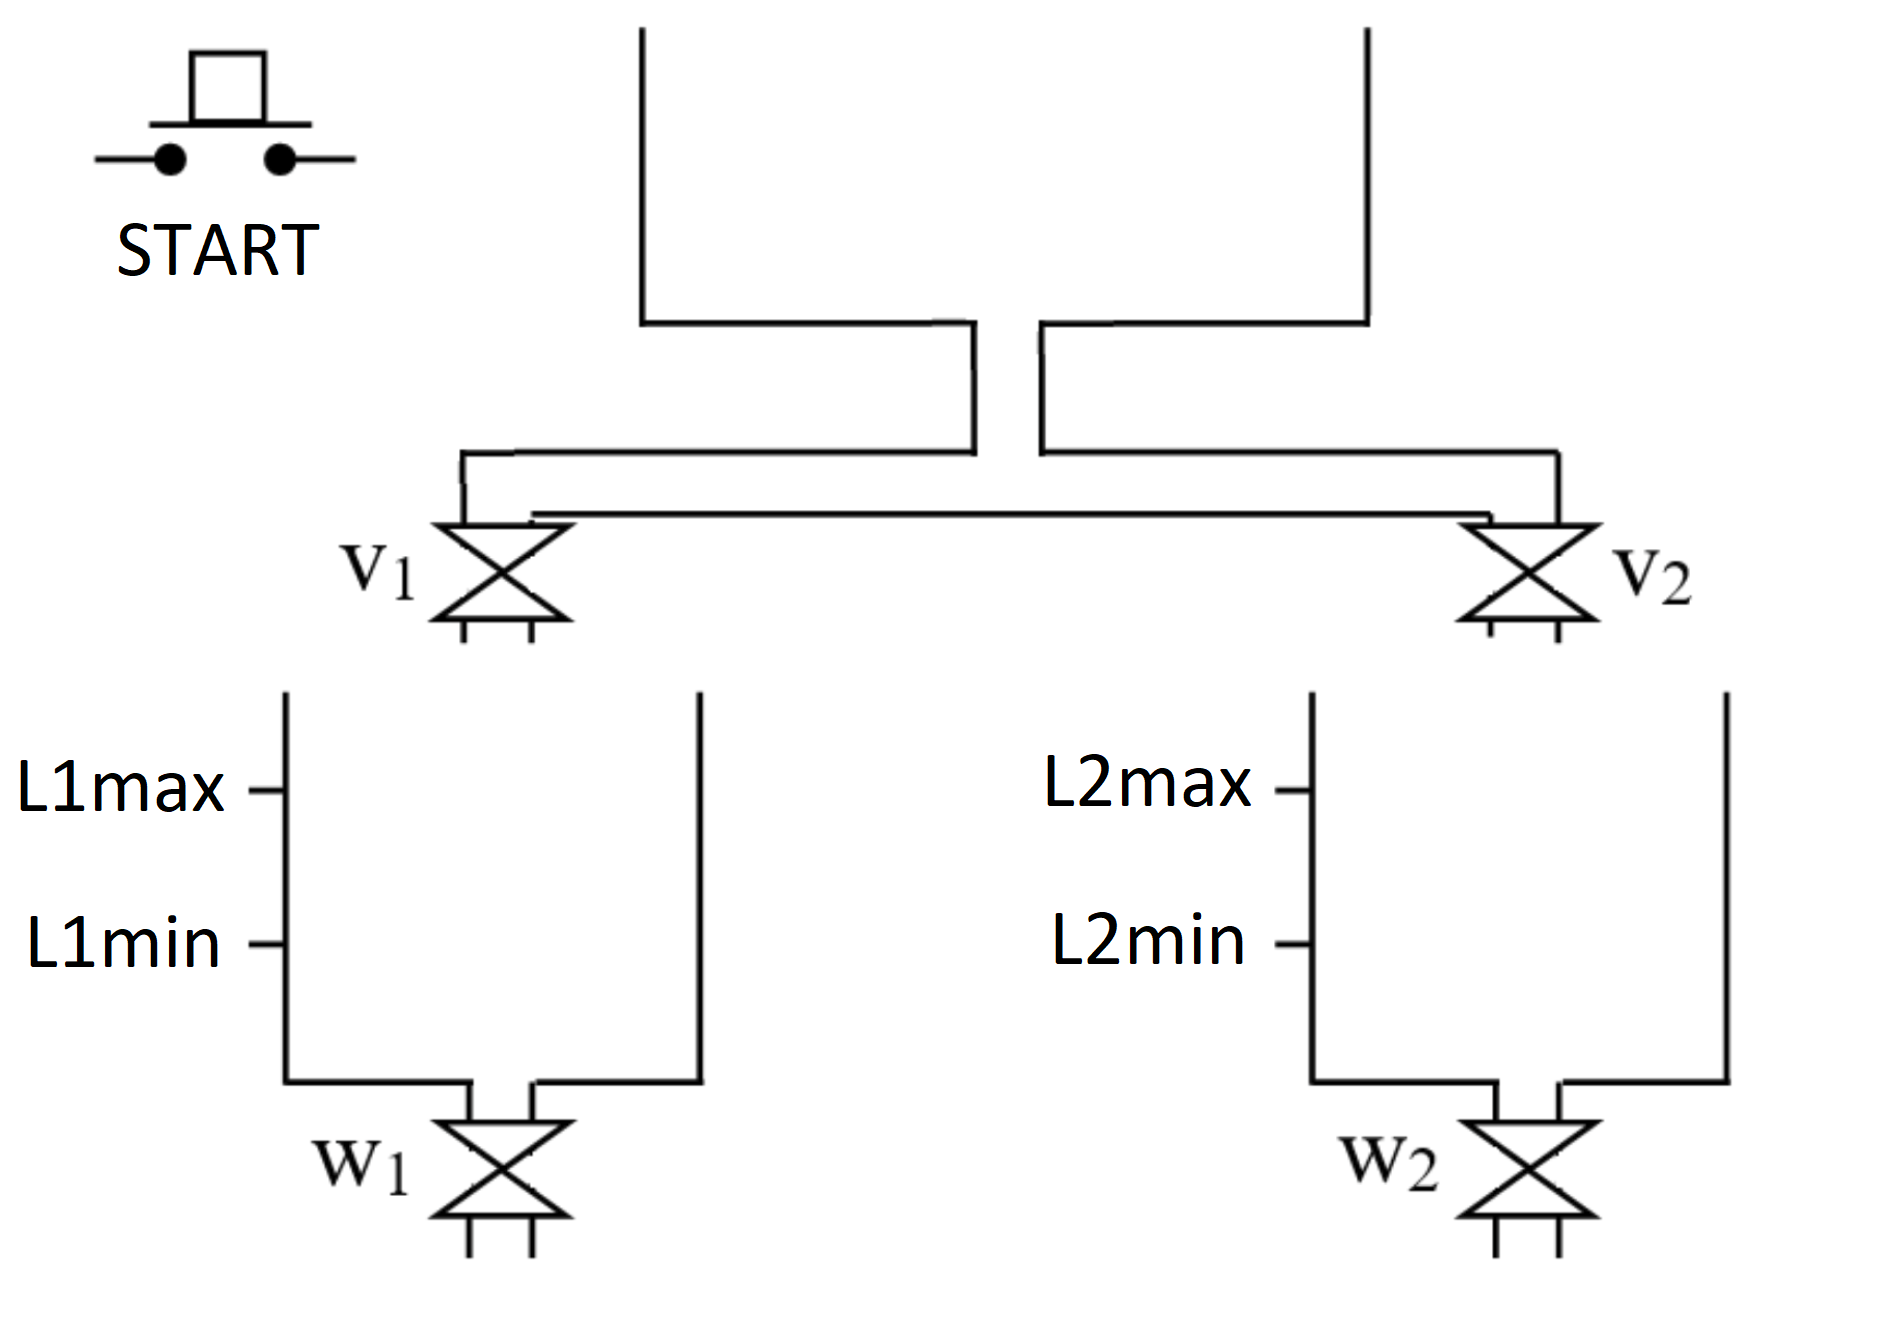 START
v₁
v₂
L1max
L2max
L1min
L2min
w₁
w₂